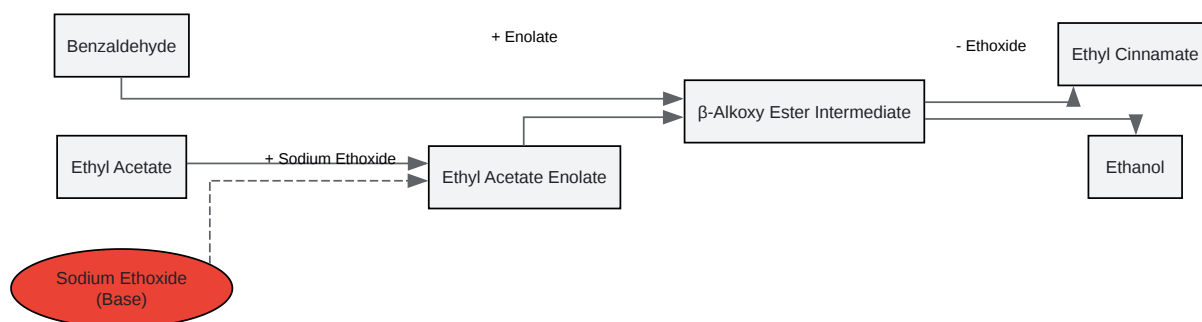 Benzaldehyde
+ Enolate
- Ethoxide
Ethyl Cinnamate
β-Alkoxy Ester Intermediate
Ethyl Acetate
+ Sodium Ethoxide
Ethyl Acetate Enolate
Ethanol
Sodium Ethoxide
(Base)